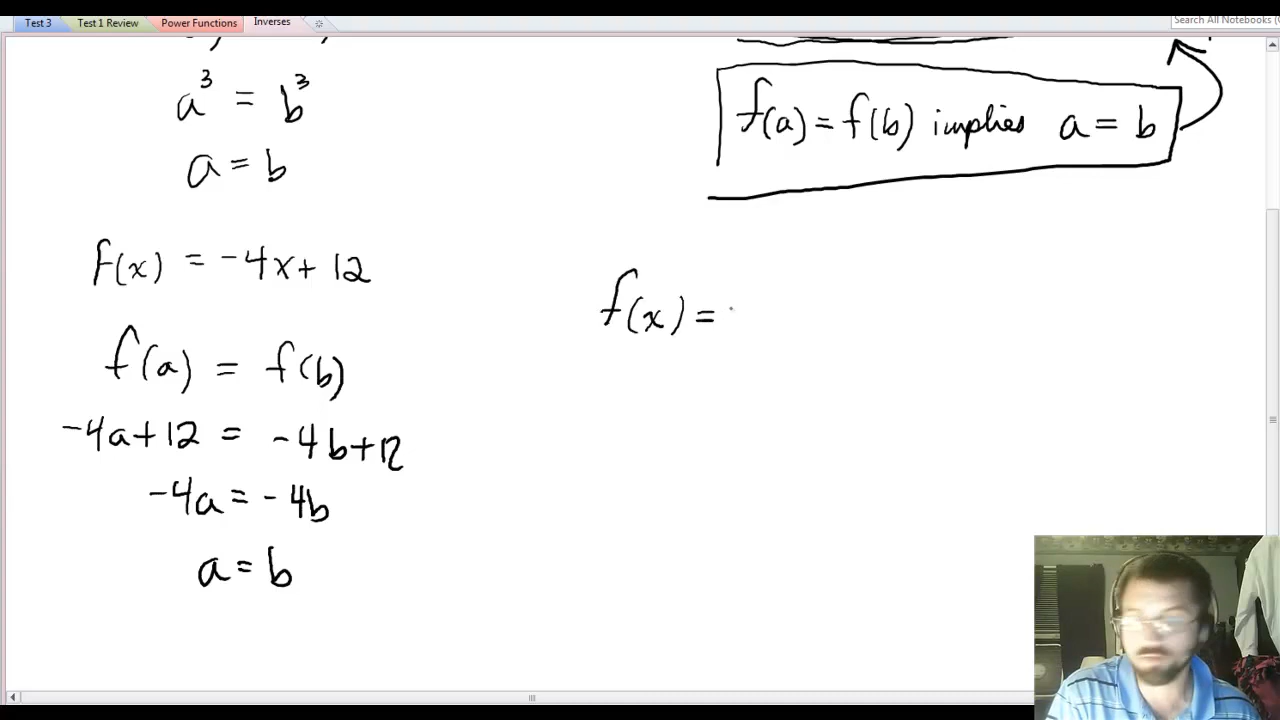 Test 3 Test 1 Review Power Functions Inverses
Search All Notebooks (
a³ = b³
a = b
f(a) = f(b) implies a = b
f(x) = -4x + 12
f(a) = f(b)
-4a+12 = -4b+12
-4a = -4b
a = b
f(x) =